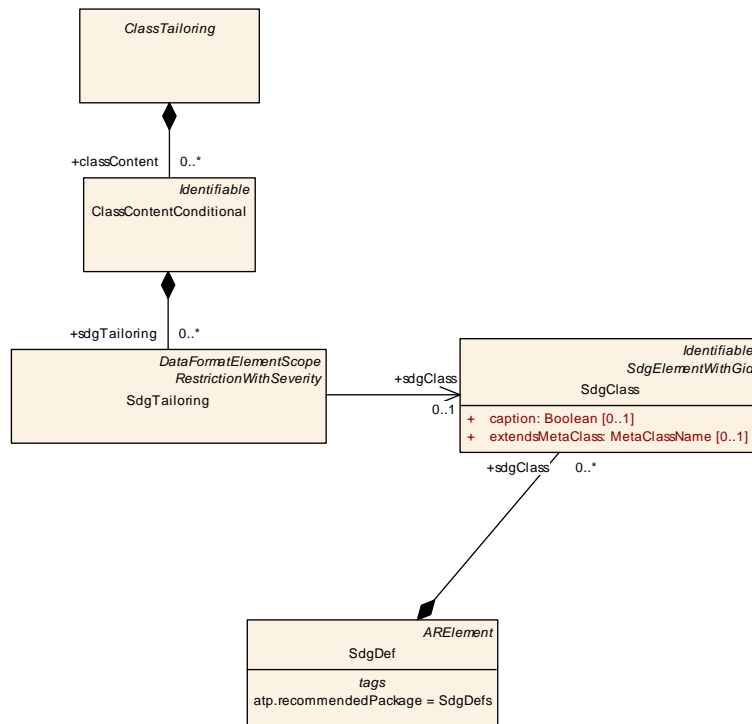 ClassTailoring
+classContent 0..*
Identifiable
ClassContentConditional
+sdgTailoring 0..*
DataFormatElementScope
RestrictionWithSeverity
SdgTailoring
+sdgClass
0..1
Identifiable
SdgElementWithGid
SdgClass
+ caption: Boolean [0..1]
+ extendsMetaClass: MetaClassName [0..1]
+sdgClass 0..*
ARElement
SdgDef
tags
atp.recommendedPackage = SdgDefs